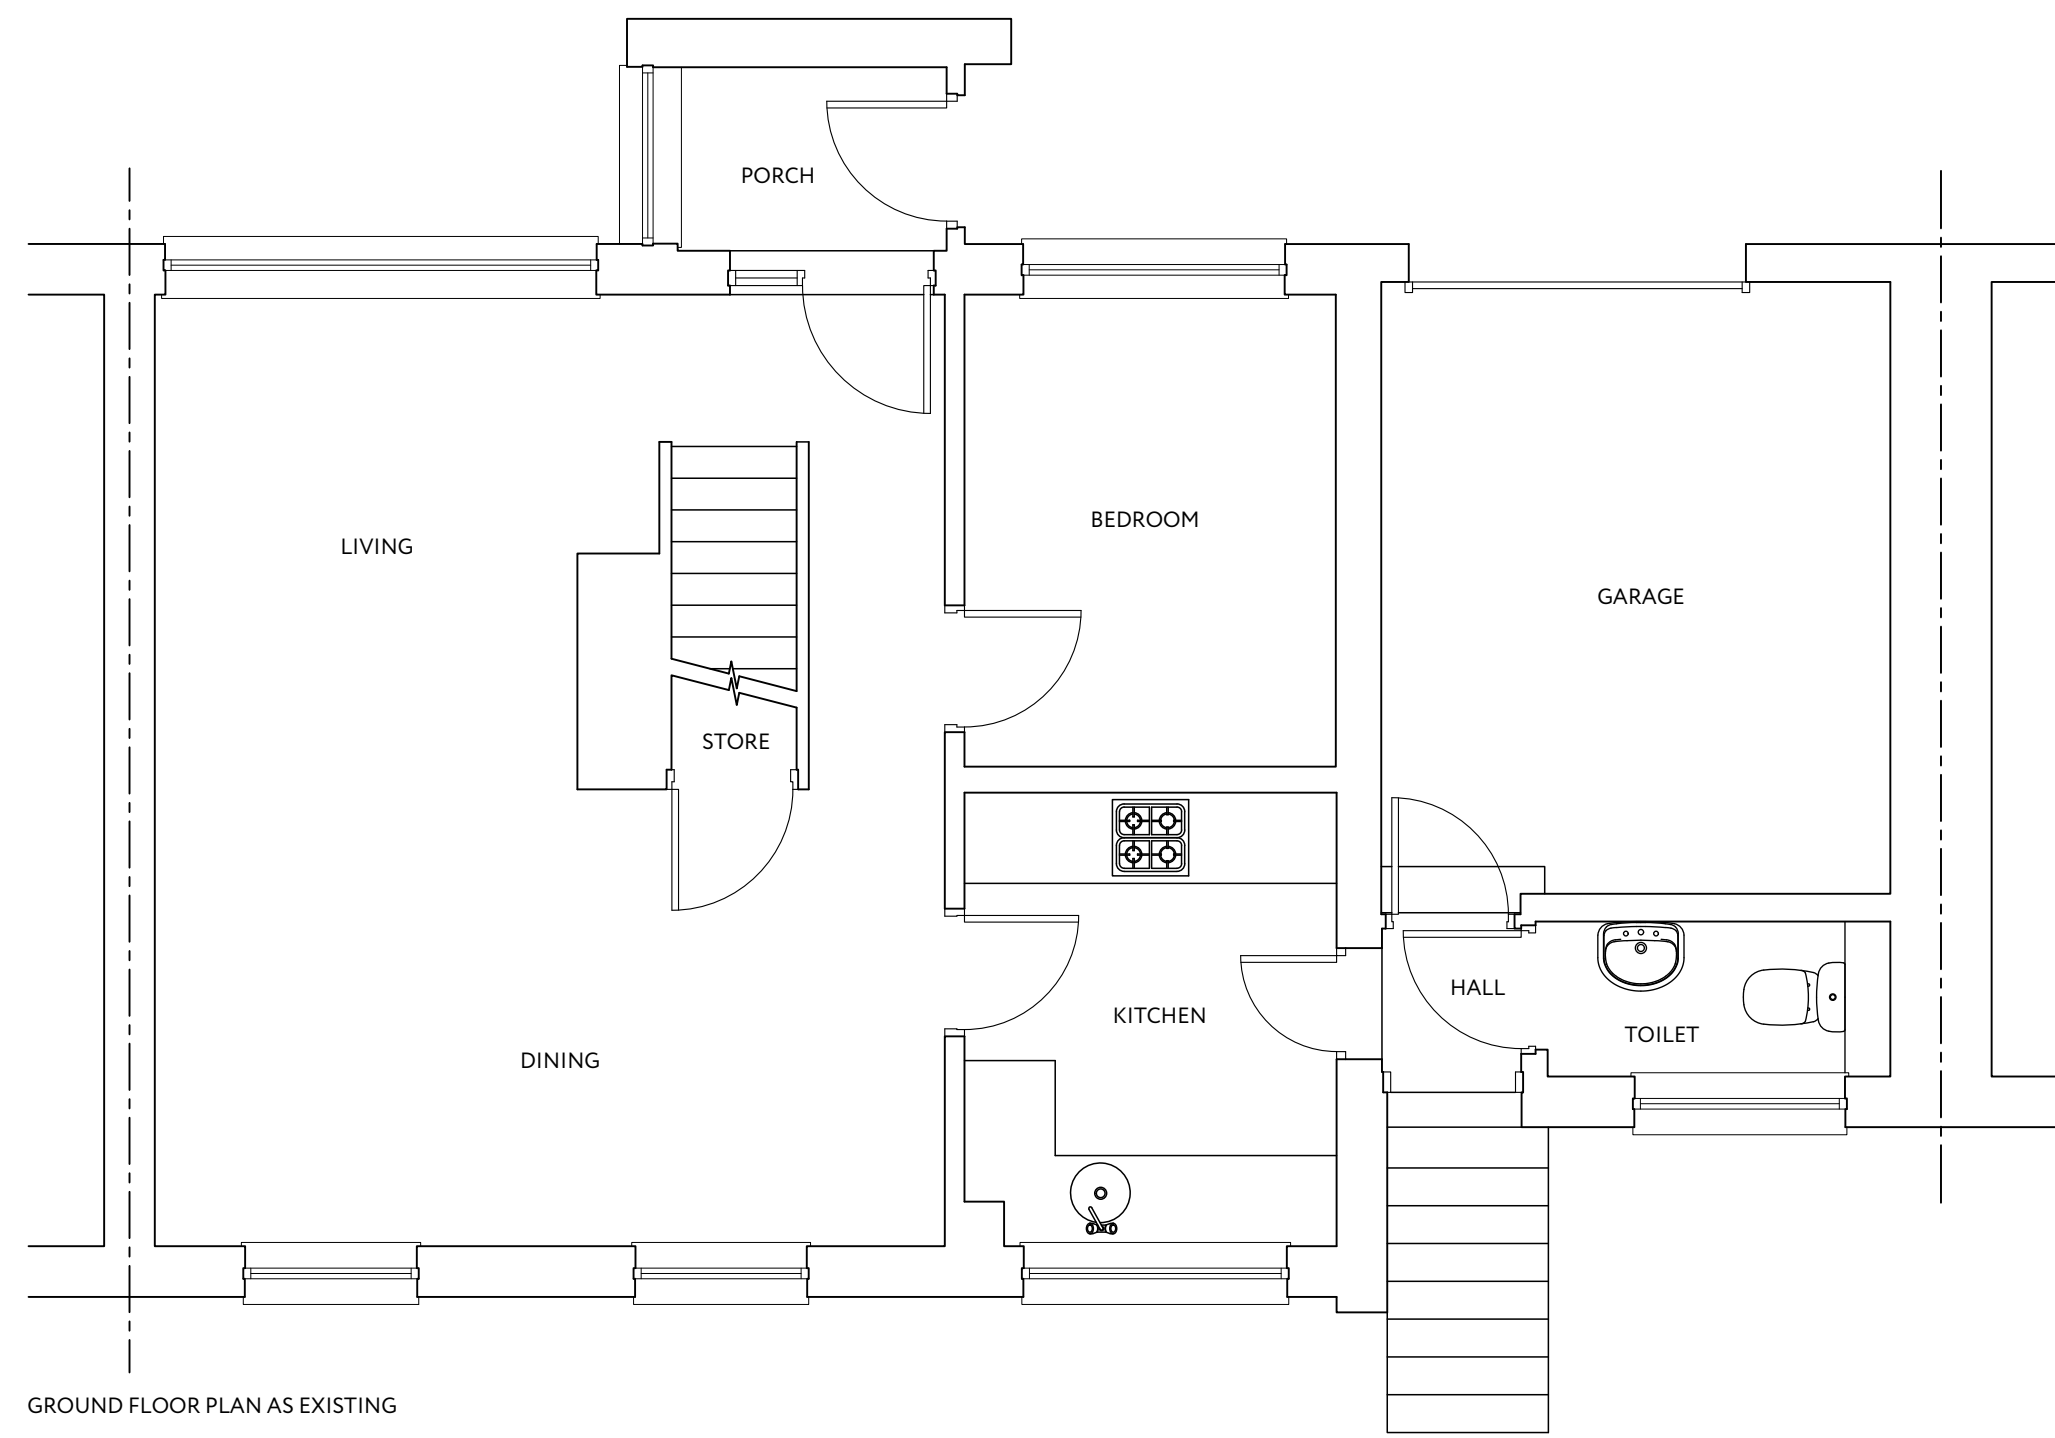 PORCH
BEDROOM
LIVING
GARAGE
STORE
HALL
KITCHEN
TOILET
DINING
GROUND FLOOR PLAN AS EXISTING